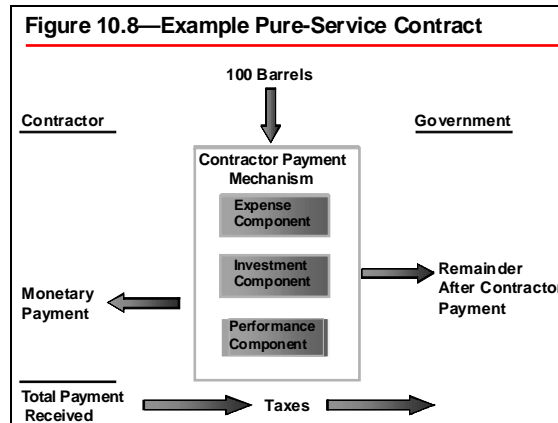 Figure 10.8—Example Pure-Service Contract
100 Barrels
Contractor
Government
Contractor Payment
Mechanism
Expense
Component
Investment
Component
Performance
Component
Monetary
Payment
Remainder
After Contractor
Payment
Total Payment
Received
Taxes